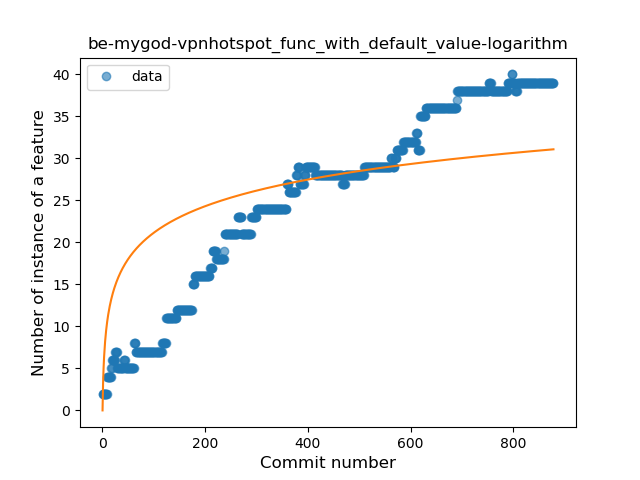 be-mygod-vpnhotspot_func_with_default_value-logarithm
data
Number of instance of a feature
40
35
30
25
20
15
10
5
0
0 200 400 600 800
Commit number